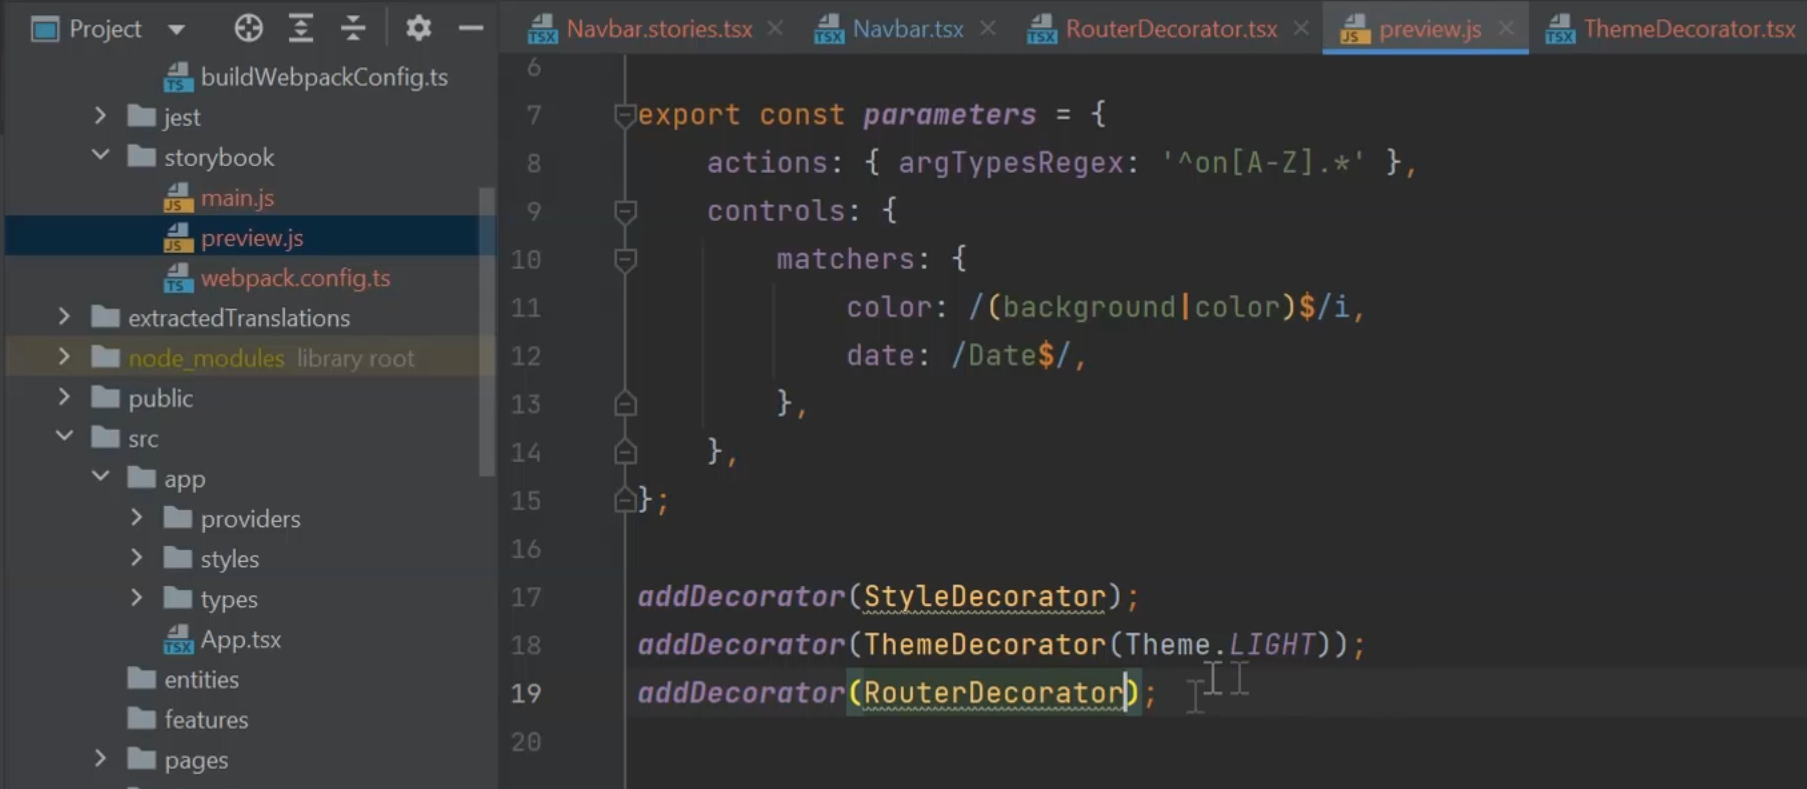 Project
Navbar.stories.tsx
Navbar.tsx
RouterDecorator.tsx
preview.js
ThemeDecorator.tsx
buildWebpackConfig.ts
jest
storybook
main.js
preview.js
webpack.config.ts
extractedTranslations
node_modules library root
public
src
app
providers
styles
types
App.tsx
entities
features
pages
6
7 export const parameters = {
8 actions: { argTypesRegex: '^on[A-Z].*' },
9 controls: {
10 matchers: {
11 color: /(background|color)$/i,
12 date: /Date$/,
13 },
14 },
15 };
16
17 addDecorator(StyleDecorator);
18 addDecorator(ThemeDecorator(Theme.LIGHT));
19 addDecorator(RouterDecorator);
20